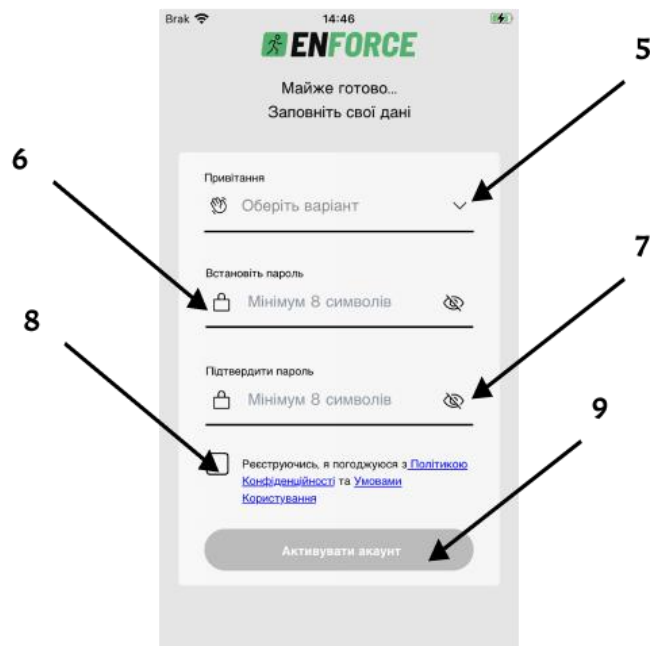 Brak 14:46
ENFORCE
5
Майже готово...
Заповніть свої дані
6
Привітання
Оберіть варіант
7
Встановіть пароль
Мінімум 8 символів
8
Підтвердити пароль
Мінімум 8 символів
9
Реєструючись, я погоджуюся з Політикою
Конфіденційності та Умовами
Користування
Активувати акаунт